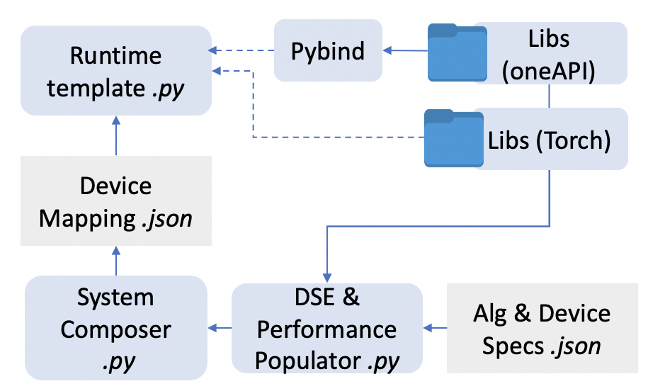 Runtime
template .py
Pybind
Libs
(oneAPI)
Libs (Torch)
Device
Mapping .json
System
Composer
.py
DSE &
Performance
Populator .py
Alg & Device
Specs .json